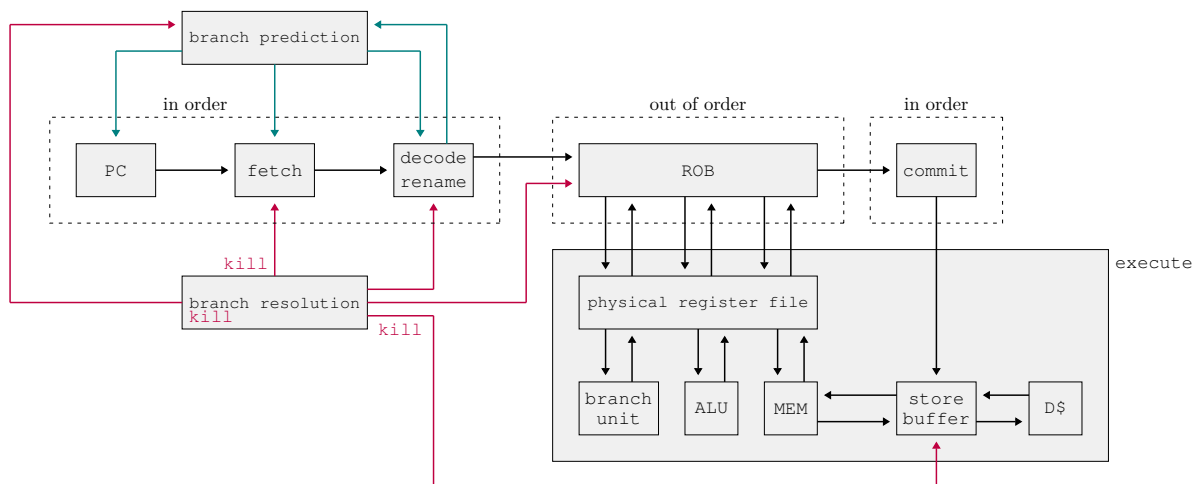 branch prediction
in order
out of order
in order
PC
fetch
decode
rename
ROB
commit
kill
execute
branch resolution
kill
kill
physical register file
branch
unit
ALU
MEM
store
buffer
D$